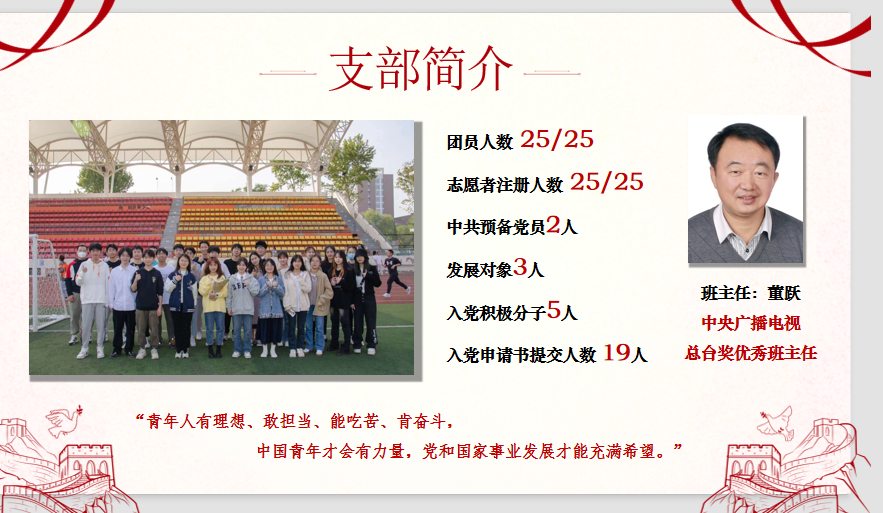 支部简介
团员人数 25/25
志愿者注册人数 25/25
中共预备党员2人
发展对象3人
入党积极分子5人
入党申请书提交人数 19人
班主任：董跃
中央广播电视
总台奖优秀班主任
“青年人有理想、敢担当、能吃苦、肯奋斗，
中国青年才会有力量，党和国家事业发展才能充满希望。”